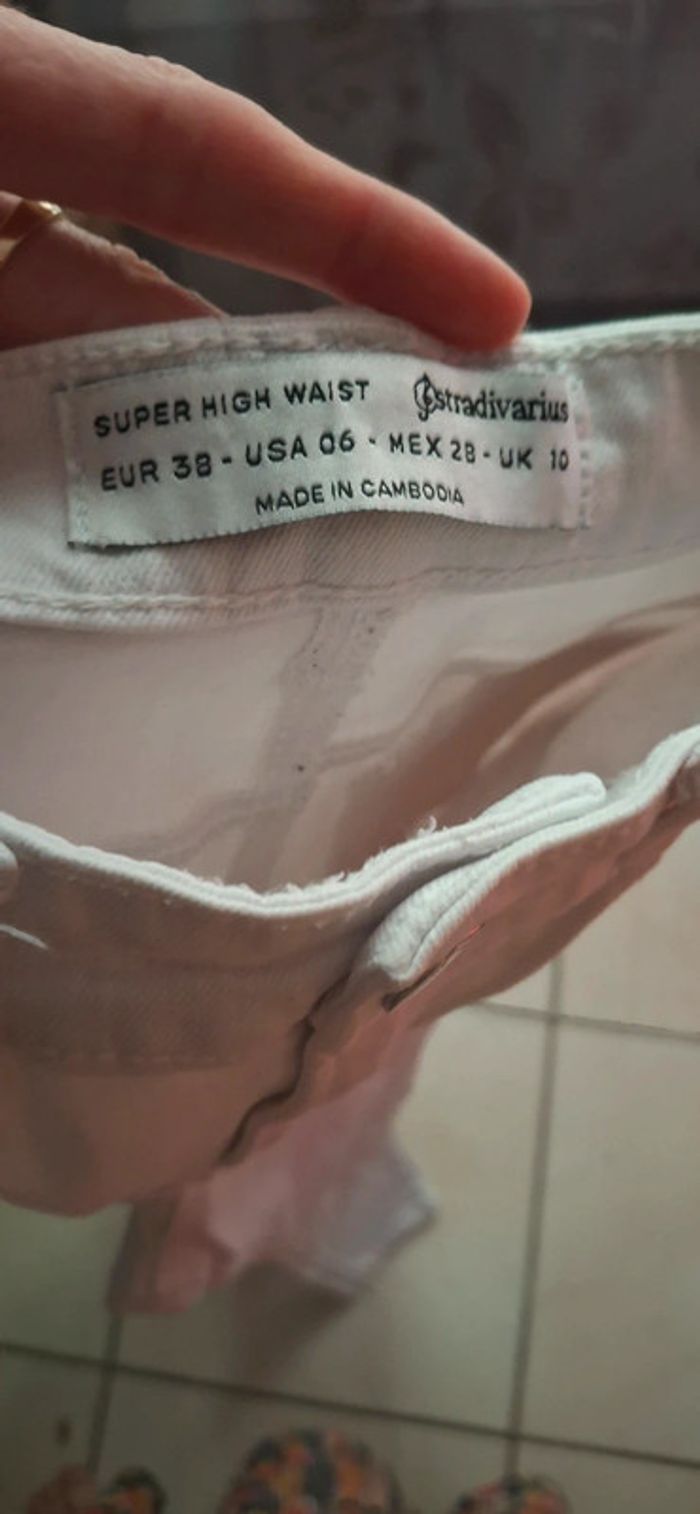 SUPER HIGH WAIST stradivarius
EUR 38 - USA 06 - MEX 28 - UK 10
MADE IN CAMBODIA